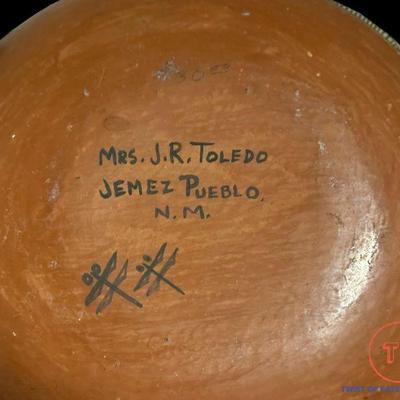 MRS. J.R. TOLEDO
JEMEZ PUEBLO,
N.M.